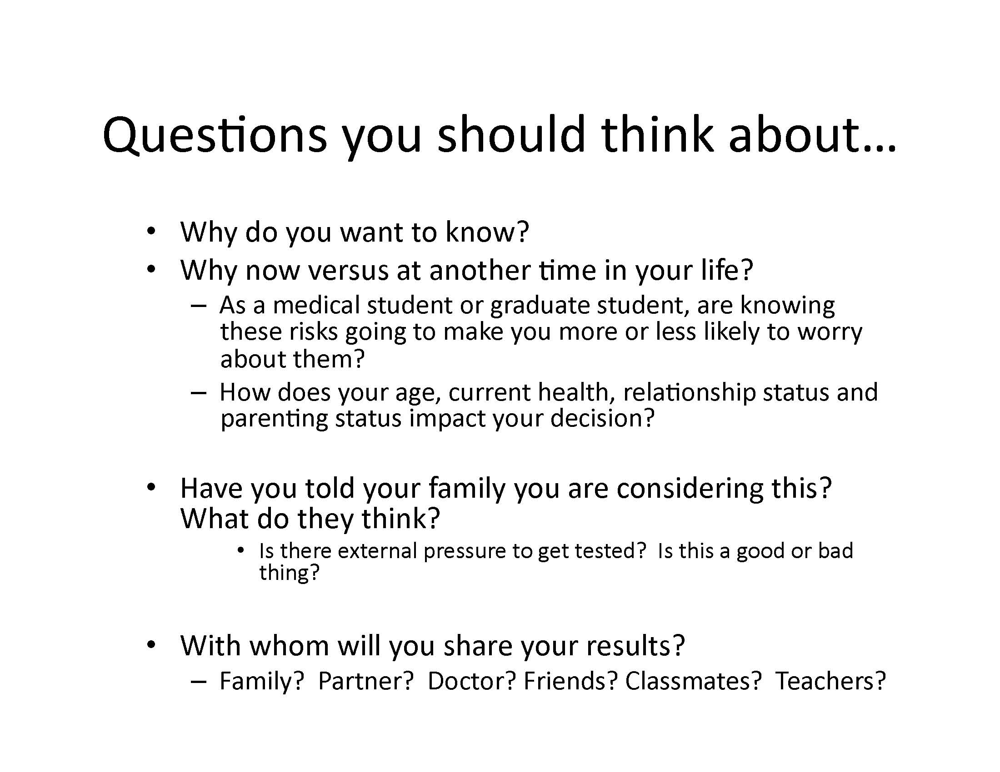 Questions you should think about…
• Why do you want to know?
• Why now versus at another time in your life?
– As a medical student or graduate student, are knowing
these risks going to make you more or less likely to worry
about them?
– How does your age, current health, relationship status and
parenting status impact your decision?
• Have you told your family you are considering this?
What do they think?
• Is there external pressure to get tested?  Is this a good or bad
thing?
• With whom will you share your results?
– Family?  Partner?  Doctor? Friends? Classmates?  Teachers?